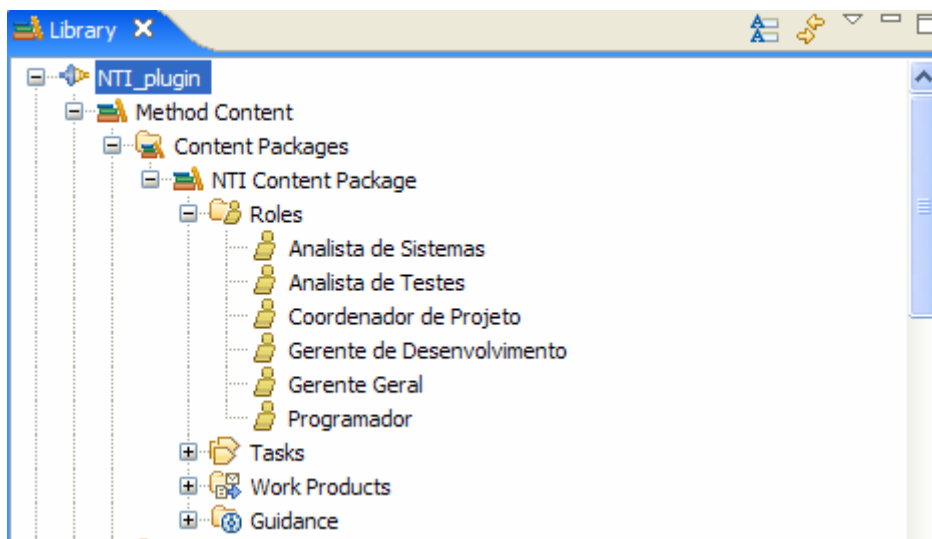 Library
NTI_plugin
Method Content
Content Packages
NTI Content Package
Roles
Analista de Sistemas
Analista de Testes
Coordenador de Projeto
Gerente de Desenvolvimento
Gerente Geral
Programador
Tasks
Work Products
Guidance